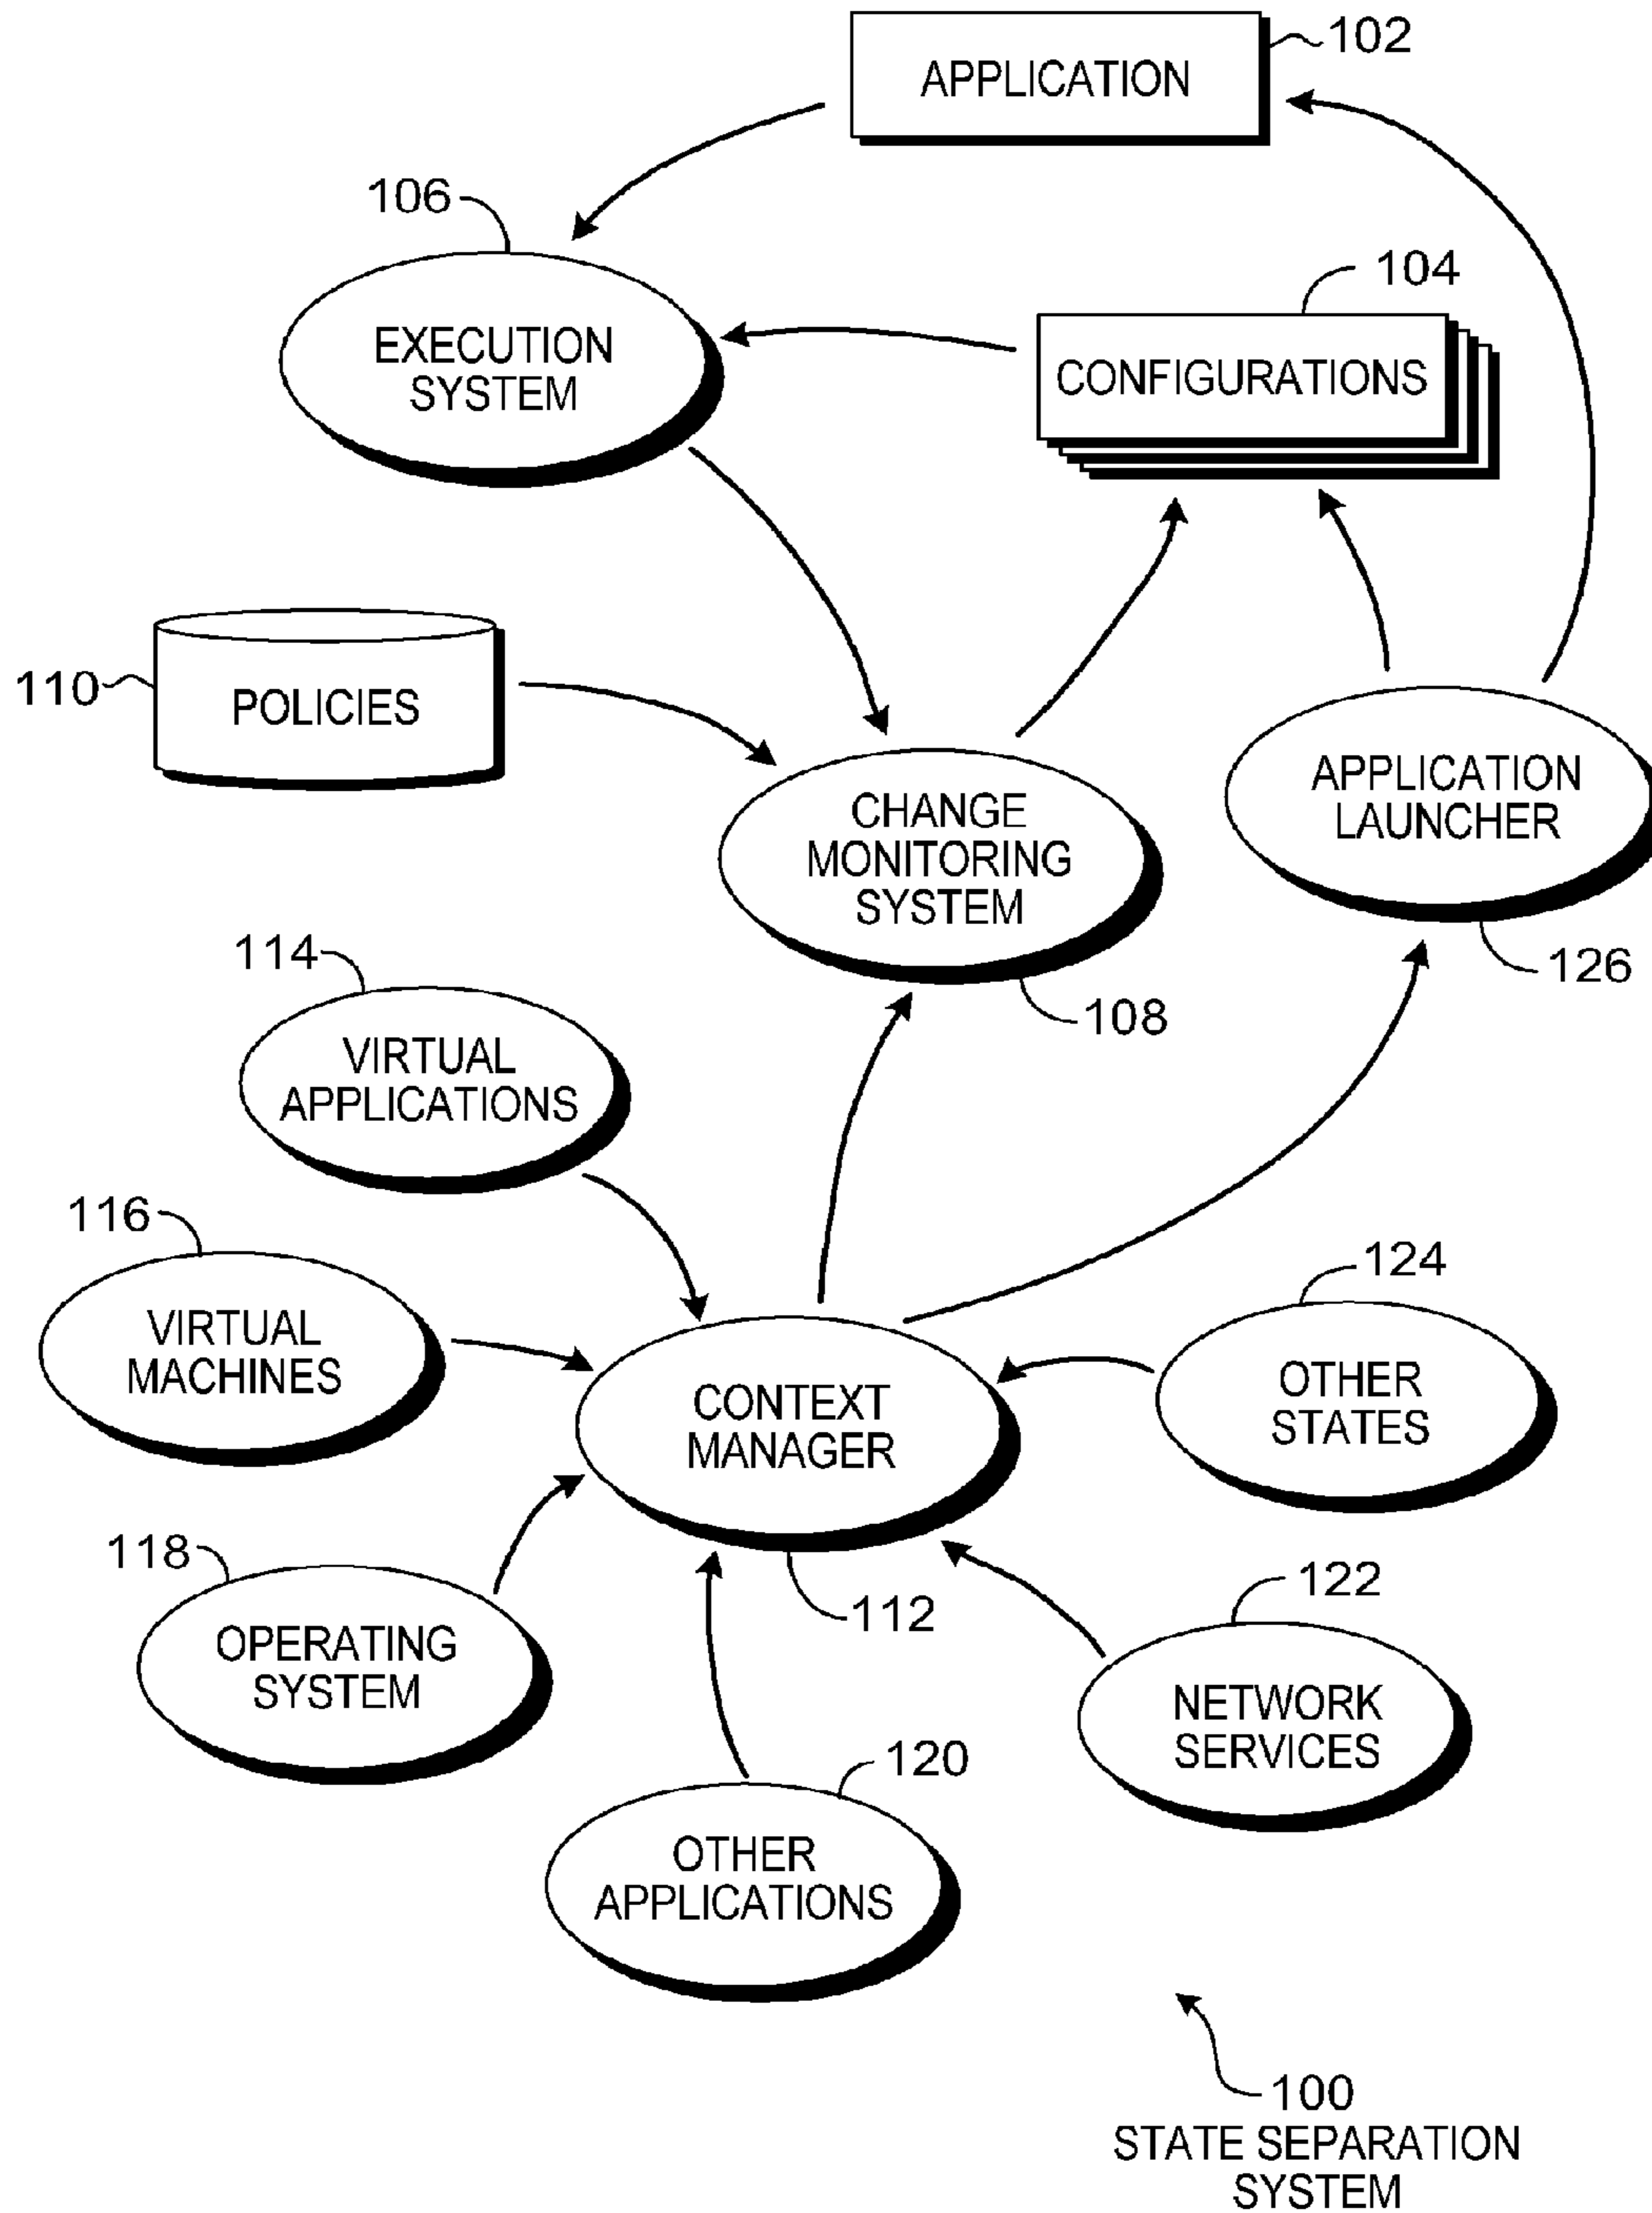 102
APPLICATION
106
104
EXECUTION
SYSTEM
CONFIGURATIONS
110
POLICIES
APPLICATION
LAUNCHER
CHANGE
MONITORING
SYSTEM
126
108
114
VIRTUAL
APPLICATIONS
116
VIRTUAL
MACHINES
124
OTHER
STATES
CONTEXT
MANAGER
118
112
122
OPERATING
SYSTEM
NETWORK
SERVICES
120
OTHER
APPLICATIONS
100
STATE SEPARATION
SYSTEM